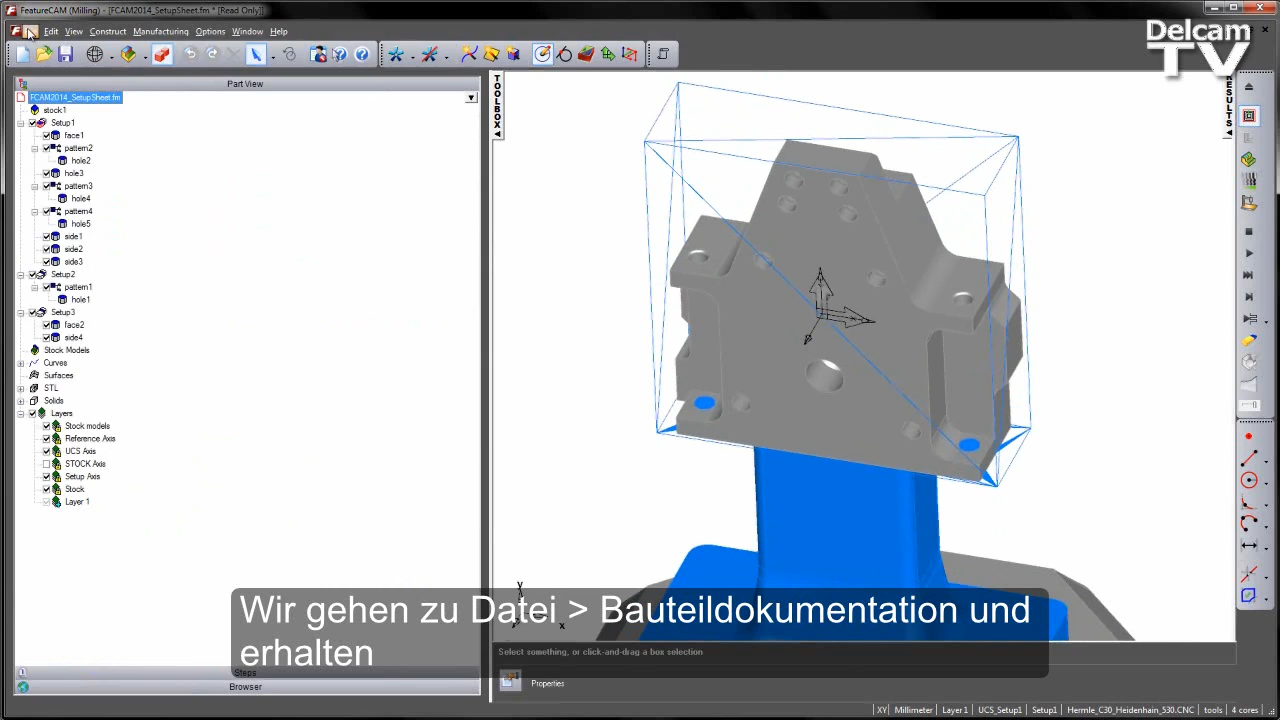 FeatureCAM (Milling) - [FCAM2014_SetupSheet.fm * [Read Only]]
Edit View Construct Manufacturing Options Window Help
Delcam
TV
Part View
TOOLBOX
RESULTS
FCAM2014_SetupSheet.fm
stock1
Setup1
face1
pattern2
hole2
hole3
pattern3
hole4
pattern4
hole5
side1
side2
side3
Setup2
pattern1
hole1
Setup3
face2
side4
Stock Models
Curves
Surfaces
STL
Solids
Layers
Stock models
Reference Axis
UCS Axis
STOCK Axis
Setup Axis
Stock
Layer 1
Y
x
Wir gehen zu Datei > Bauteildokumentation und
erhalten
Select something, or click-and-drag a box selection
Steps
Properties
Browser
XY Millimeter Layer1 UCS_Setup1 Setup1 Hermle_C30_Heidenhain_530.CNC tools 4 cores